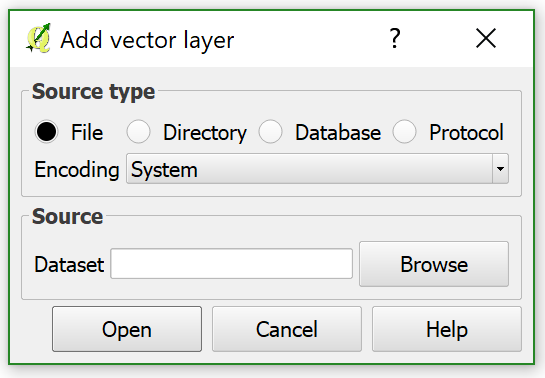 Add vector layer ?
Source type
File Directory Database Protocol
Encoding System
Source
Dataset Browse
Open Cancel Help